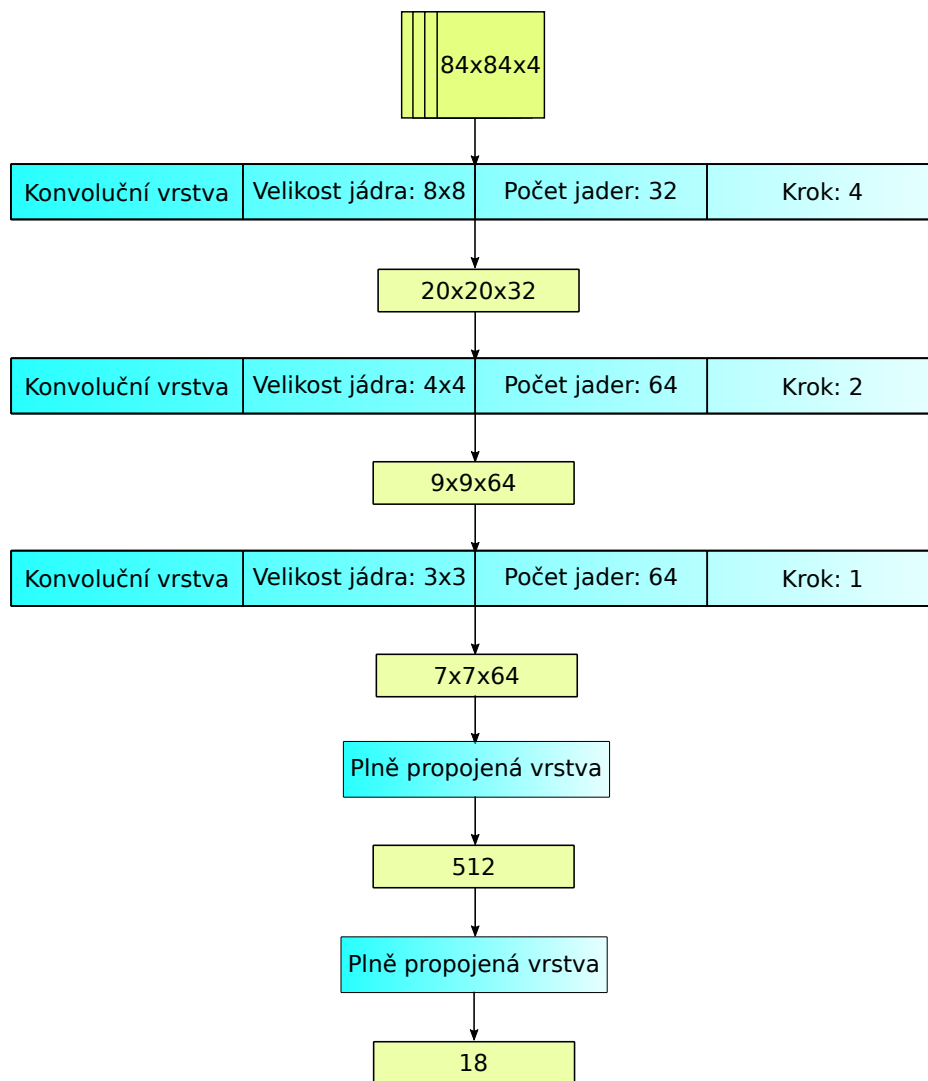 84x84x4
Konvoluční vrstva Velikost jádra: 8x8 Počet jader: 32 Krok: 4
20x20x32
Konvoluční vrstva Velikost jádra: 4x4 Počet jader: 64 Krok: 2
9x9x64
Konvoluční vrstva Velikost jádra: 3x3 Počet jader: 64 Krok: 1
7x7x64
Plně propojená vrstva
512
Plně propojená vrstva
18